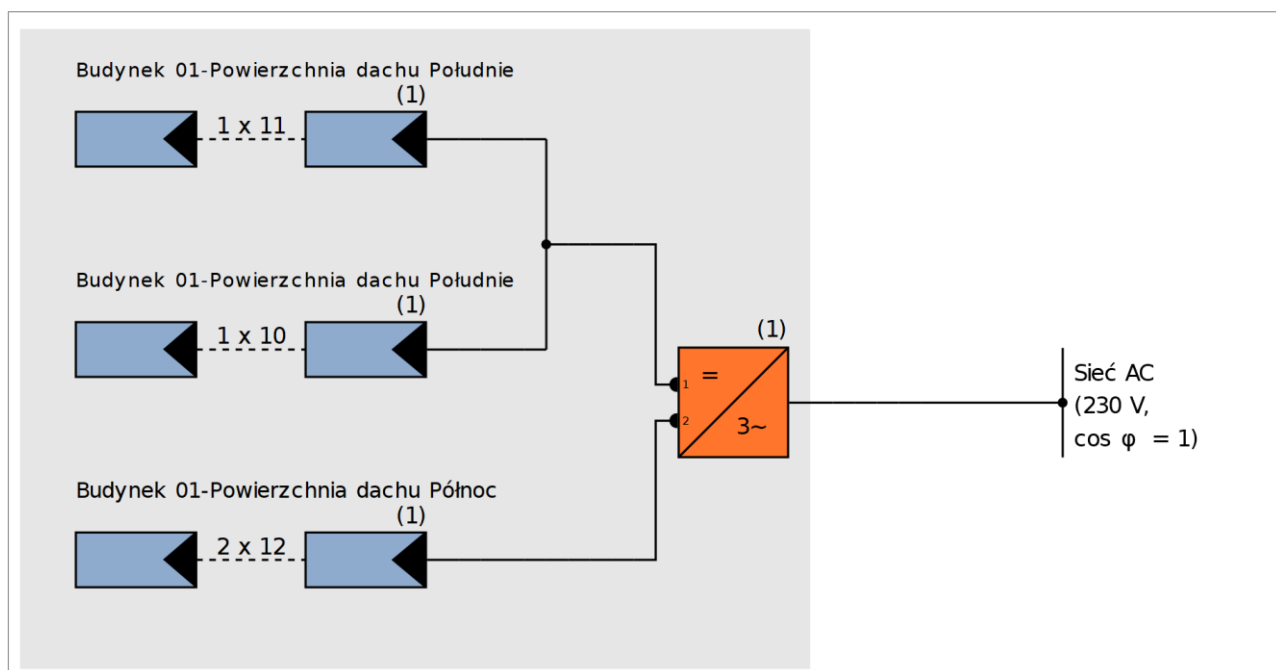 Budynek 01-Powierzchnia dachu Południe
(1)
1 x 11
Budynek 01-Powierzchnia dachu Południe
(1)
1 x 10
(1)
1 =
2 3~
Sieć AC
(230 V,
cos φ = 1)
Budynek 01-Powierzchnia dachu Północ
(1)
2 x 12